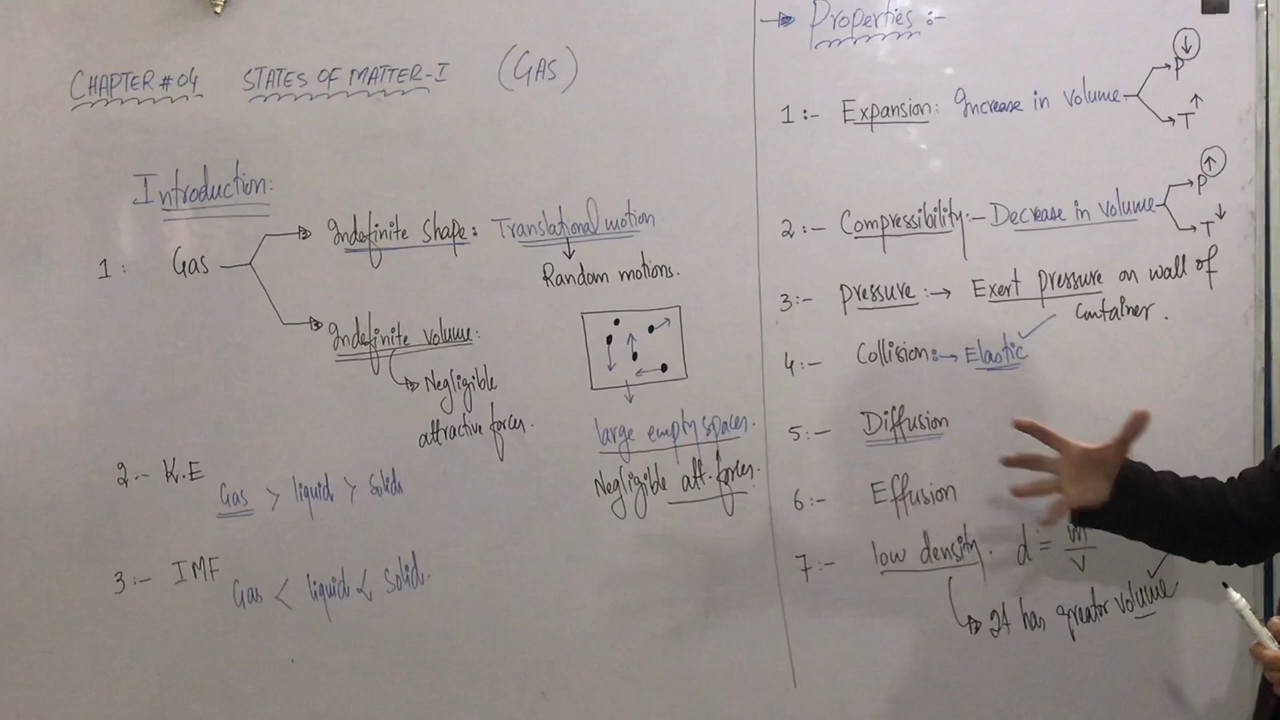 CHAPTER # 04 STATES OF MATTER-I (GAS)
Introduction:
1: Gas
Indefinite shape: Translational motion
Random motions.
Indefinite volume:
Negligible
attractive forces.
large empty spaces.
Negligible att. forces.
2:- K.E
Gas > liquid > Solids
3:- IMF
Gas < liquid < Solid.
→ Properties :-
1:- Expansion: Increase in volume P↓
T↑
2:- Compressibility:- Decrease in volume P↑
T↓
3:- Pressure :→ Exert pressure on wall of
Container.
4:- Collision:→ Elastic
5:- Diffusion
6:- Effusion
7:- low density. d = m/v
It has greator volume